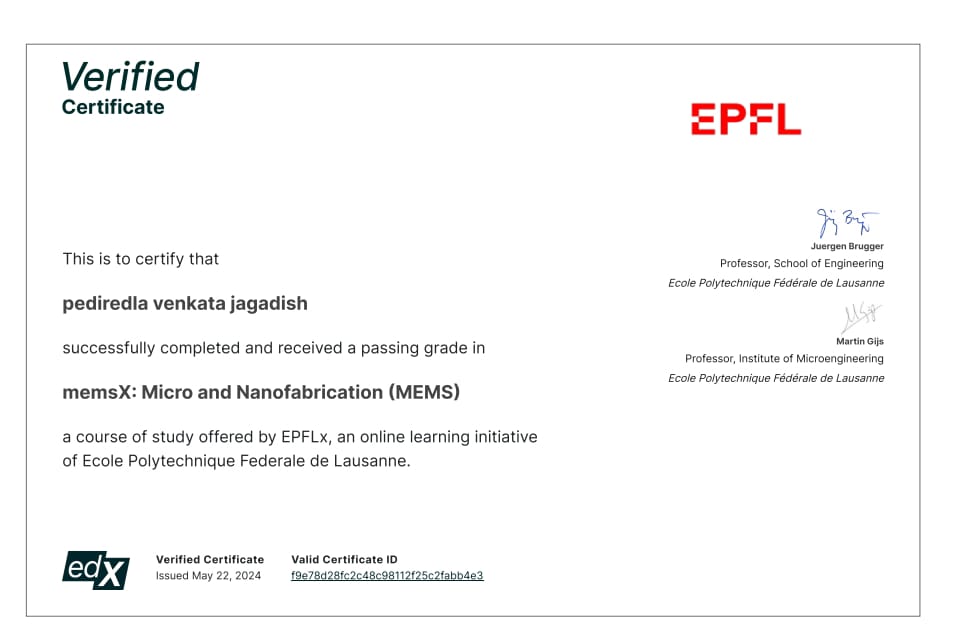 Verified
Certificate
EPFL
Juergen Brugger
Professor, School of Engineering
Ecole Polytechnique Fédérale de Lausanne
Martin Gijs
Professor, Institute of Microengineering
Ecole Polytechnique Fédérale de Lausanne
This is to certify that
pediredla venkata jagadish
successfully completed and received a passing grade in
memsX: Micro and Nanofabrication (MEMS)
a course of study offered by EPFLx, an online learning initiative
of Ecole Polytechnique Federale de Lausanne.
edX
Verified Certificate
Issued May 22, 2024
Valid Certificate ID
f9e78d28fc2c48c98112f25c2fabb4e3